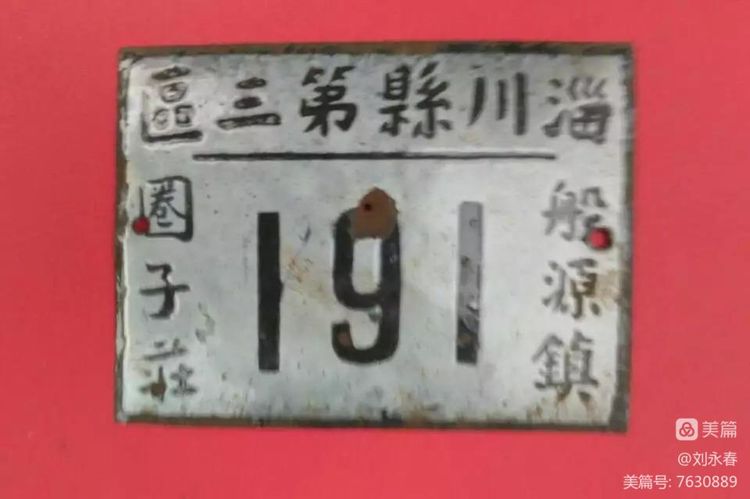 淄川縣第三區
般源鎮
191
圈子莊
美篇
@刘永春
美篇号: 7630889